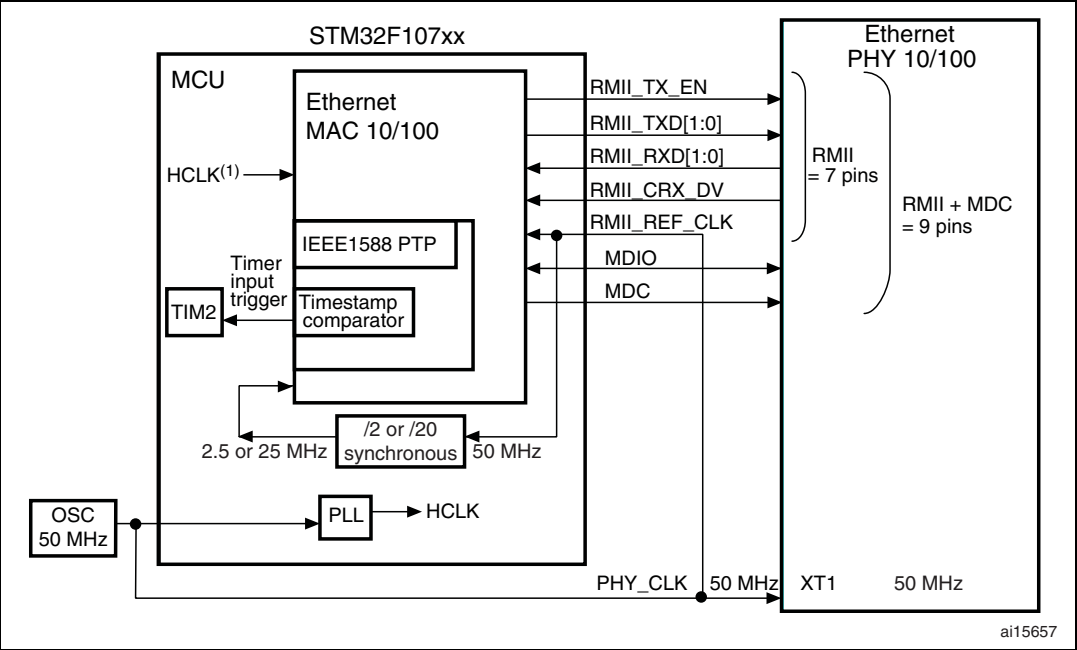 STM32F107xx
Ethernet
PHY 10/100
MCU
Ethernet
MAC 10/100
HCLK(1)
IEEE1588 PTP
Timer
input
trigger
TIM2
Timestamp
comparator
RMII_TX_EN
RMII_TXD[1:0]
RMII_RXD[1:0]
RMII_CRX_DV
RMII_REF_CLK
MDIO
MDC
RMII
= 7 pins
RMII + MDC
= 9 pins
/2 or /20
synchronous
2.5 or 25 MHz
50 MHz
OSC
50 MHz
PLL
HCLK
PHY_CLK
50 MHz
XT1
50 MHz
ai15657